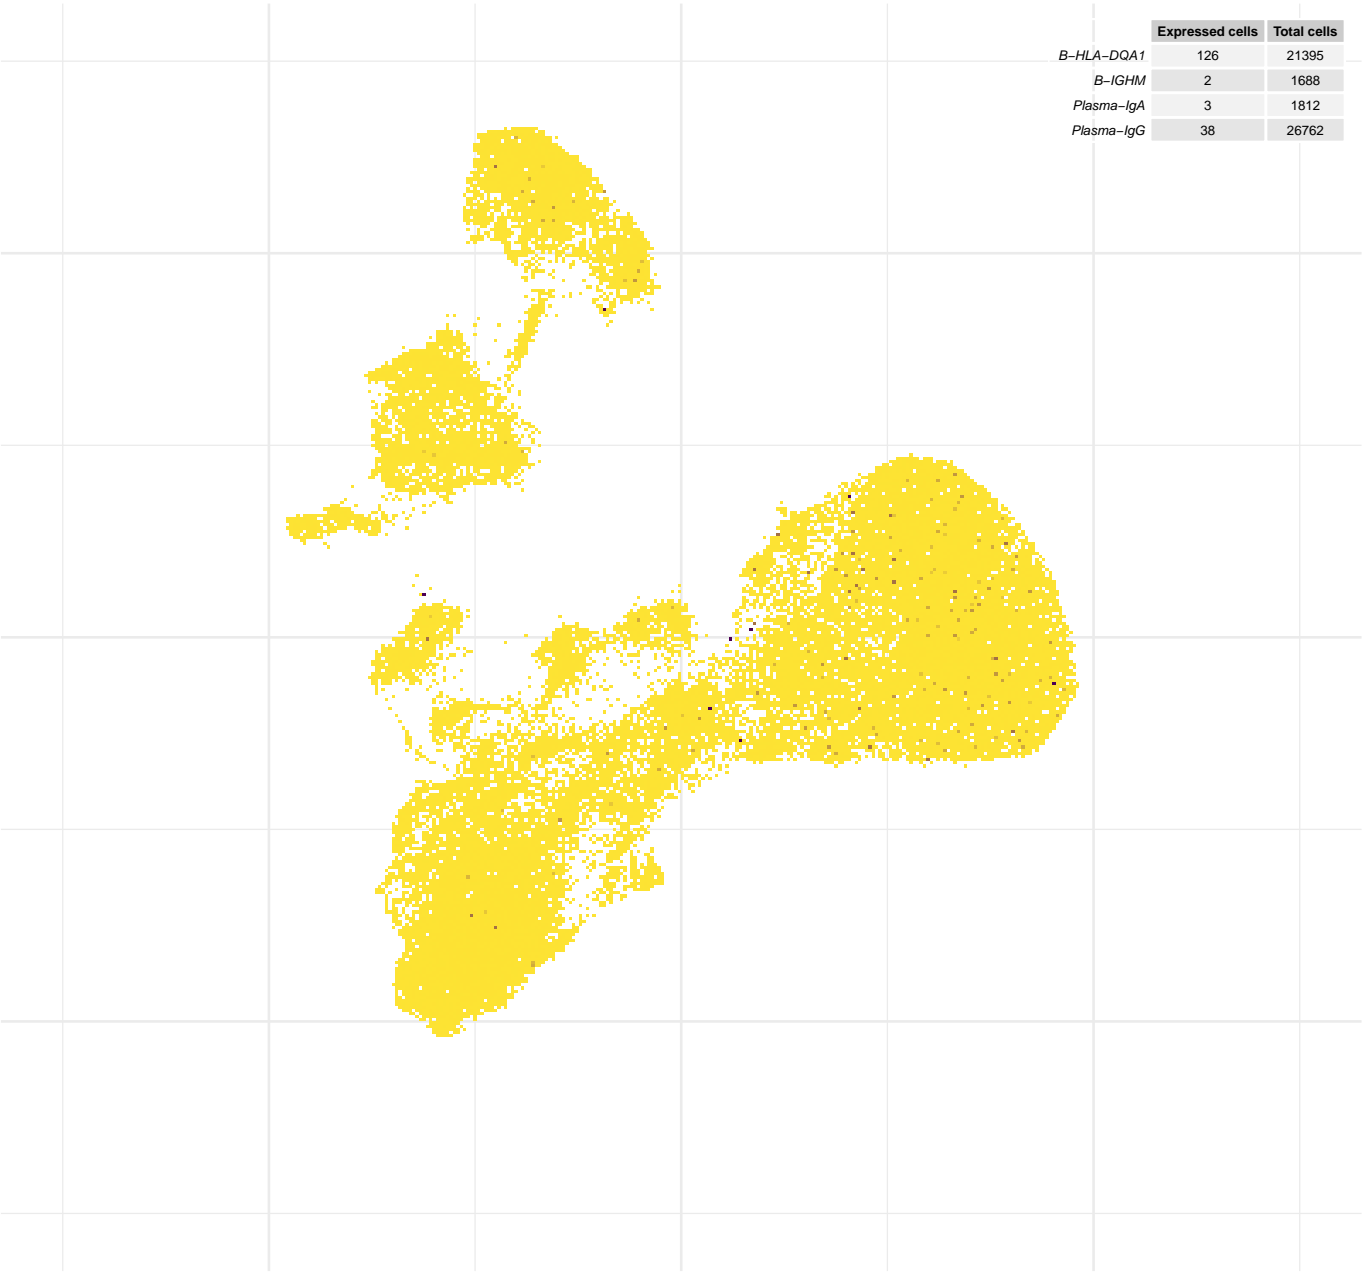 Expressed cells Total cells
B−HLA−DQA1 126 21395
B−IGHM 2 1688
Plasma−IgA 3 1812
Plasma−IgG 38 26762